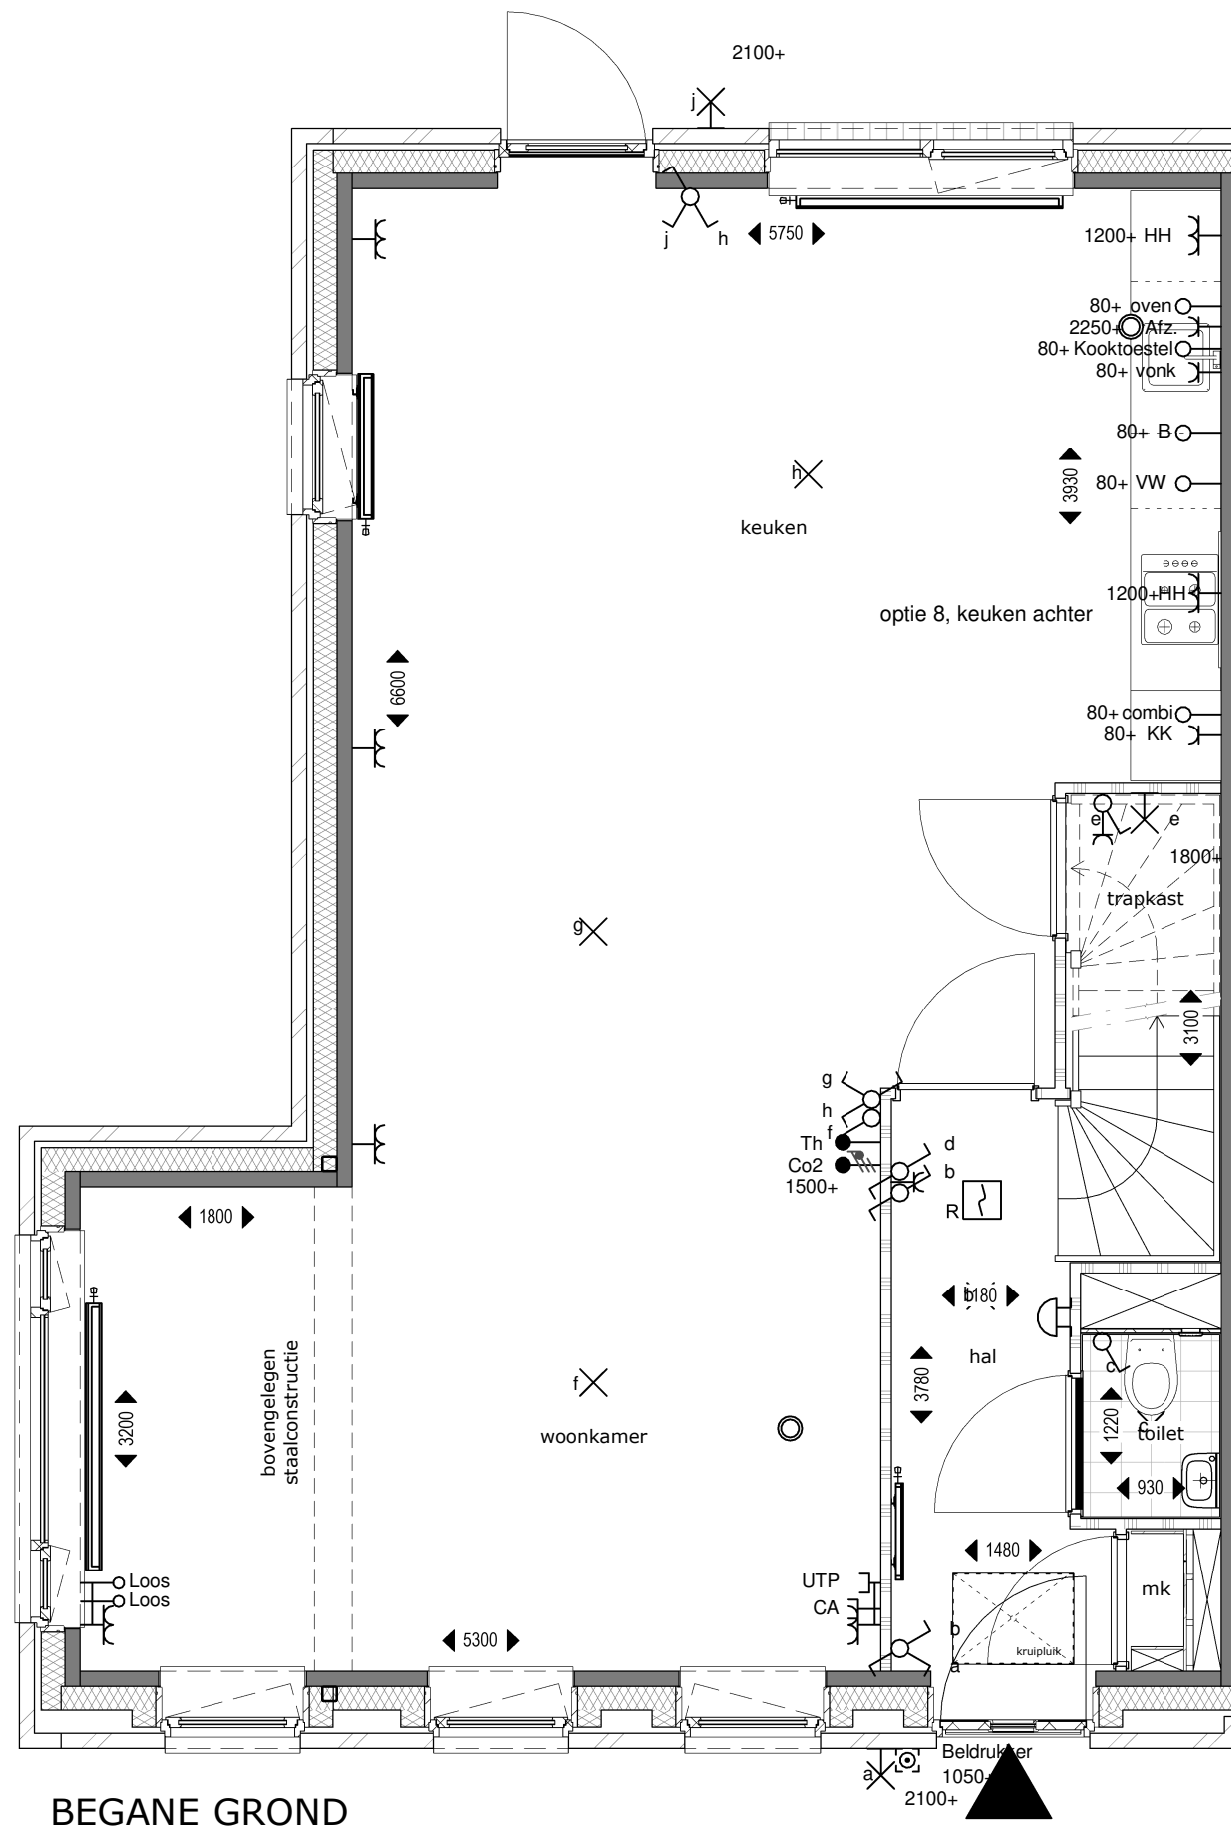 2100+
j
j
h
5750
1200+ HH
80+ oven
2250+ Afz.
80+ Kooktoestel
80+ vonk
80+ B
80+ VW
3930
h
keuken
1200+HH
optie 8, keuken achter
6600
80+ combi
80+ KK
e
e
1800+
trapkast
g
3100
g
h
f
Th
Co2
1500+
d
b
R
1800
b
1180
hal
3780
c
1220
c
toilet
930
bovengelegen
staalconstructie
3200
f
woonkamer
1480
Loos
Loos
UTP
CA
mk
b
a
kruipluik
5300
a
Beldrukker
1050+
2100+
BEGANE GROND